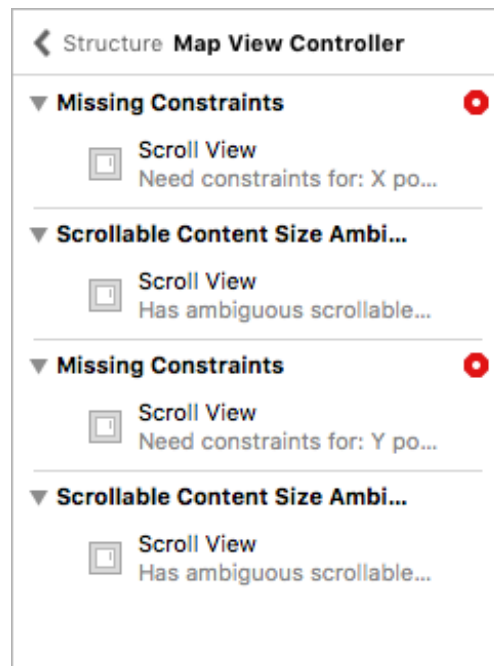 Structure Map View Controller
Missing Constraints
Scroll View
Need constraints for: X po...
Scrollable Content Size Ambi...
Scroll View
Has ambiguous scrollable...
Missing Constraints
Scroll View
Need constraints for: Y po...
Scrollable Content Size Ambi...
Scroll View
Has ambiguous scrollable...